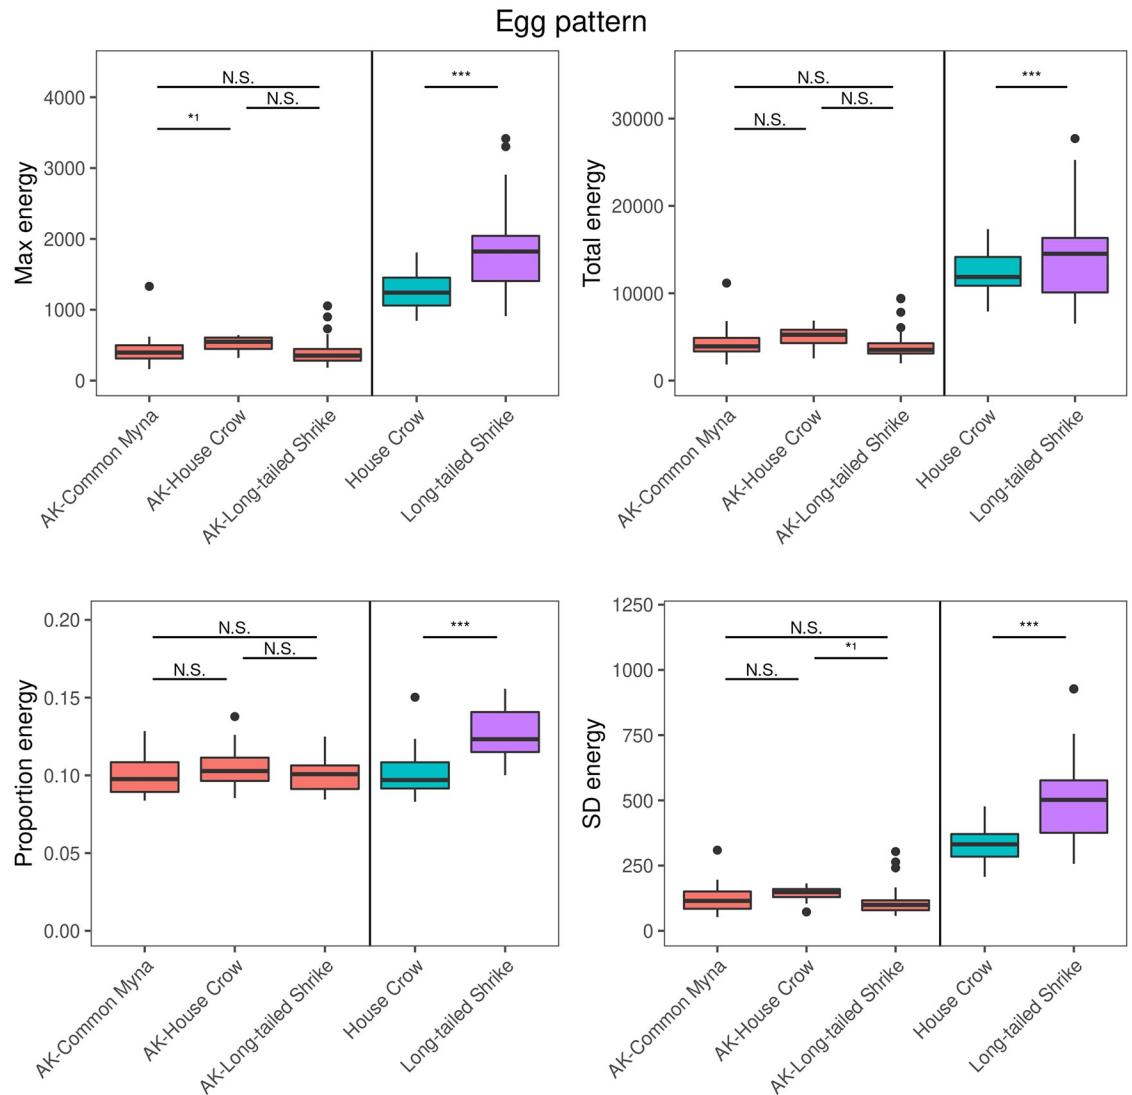 Egg pattern
Max energy
4000
3000
2000
1000
0
N.S.
N.S.
*1
***
AK-Common Myna
AK-House Crow
AK-Long-tailed Shrike
House Crow
Long-tailed Shrike
Total energy
30000
20000
10000
0
N.S.
N.S.
N.S.
***
AK-Common Myna
AK-House Crow
AK-Long-tailed Shrike
House Crow
Long-tailed Shrike
Proportion energy
0.20
0.15
0.10
0.05
0.00
N.S.
N.S.
N.S.
***
AK-Common Myna
AK-House Crow
AK-Long-tailed Shrike
House Crow
Long-tailed Shrike
SD energy
1250
1000
750
500
250
0
N.S.
*1
N.S.
***
AK-Common Myna
AK-House Crow
AK-Long-tailed Shrike
House Crow
Long-tailed Shrike